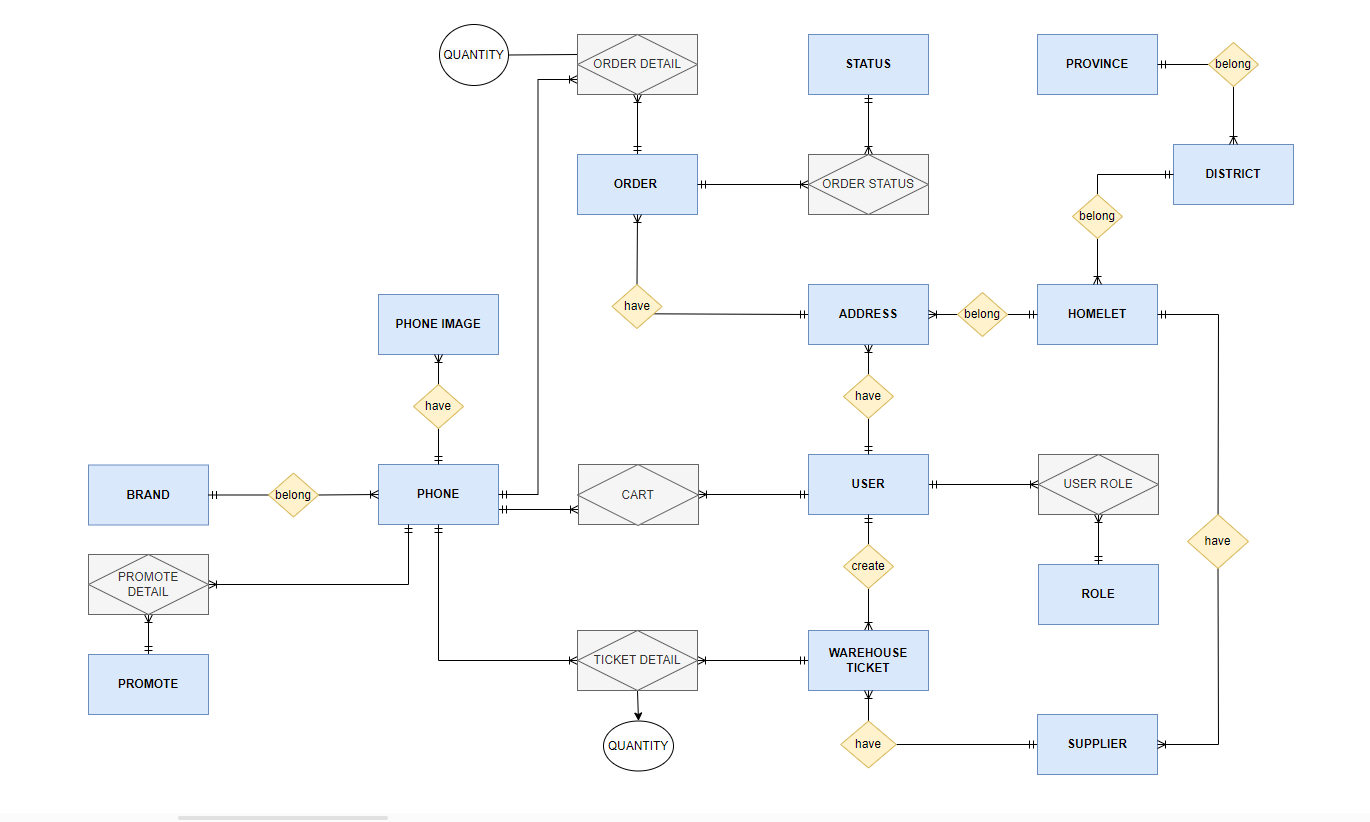 QUANTITY
ORDER DETAIL
STATUS
PROVINCE
belong
ORDER
ORDER STATUS
DISTRICT
belong
have
ADDRESS
belong
HOMELET
PHONE IMAGE
have
have
BRAND
belong
PHONE
CART
USER
USER ROLE
have
PROMOTE
DETAIL
create
ROLE
PROMOTE
TICKET DETAIL
WAREHOUSE
TICKET
QUANTITY
have
SUPPLIER